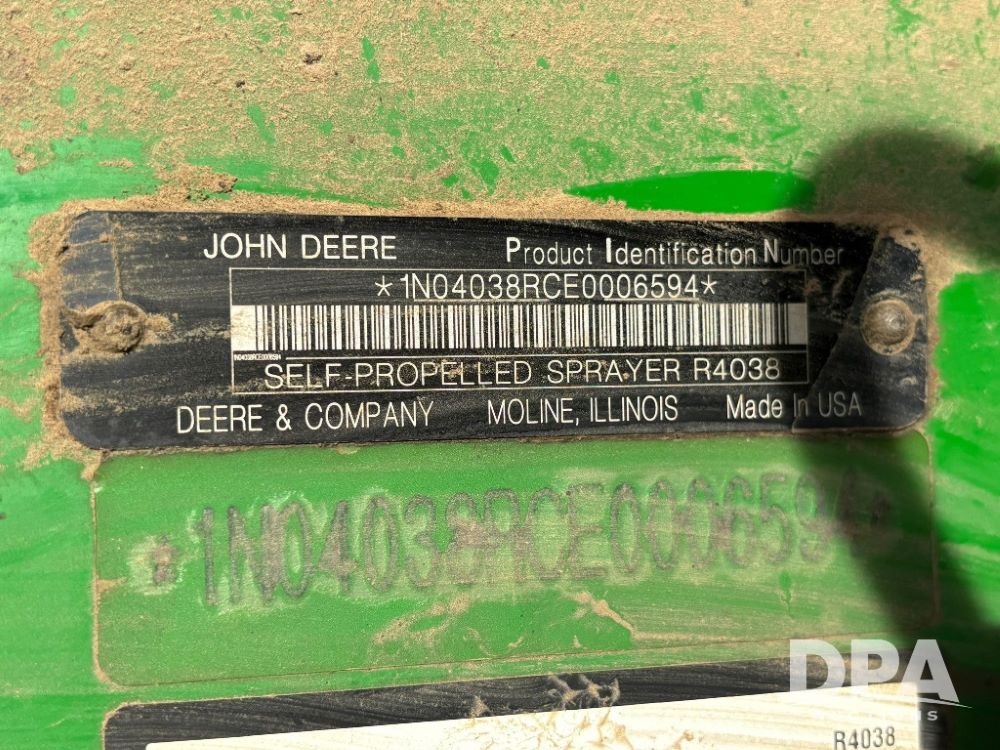 JOHN DEERE Product Identification Number
*1N04038RCE0006594*
1N04038RCE0006594
SELF-PROPELLED SPRAYER R4038
DEERE & COMPANY MOLINE, ILLINOIS Made In USA
*1N04038RCE0006594*
DPA
R4038